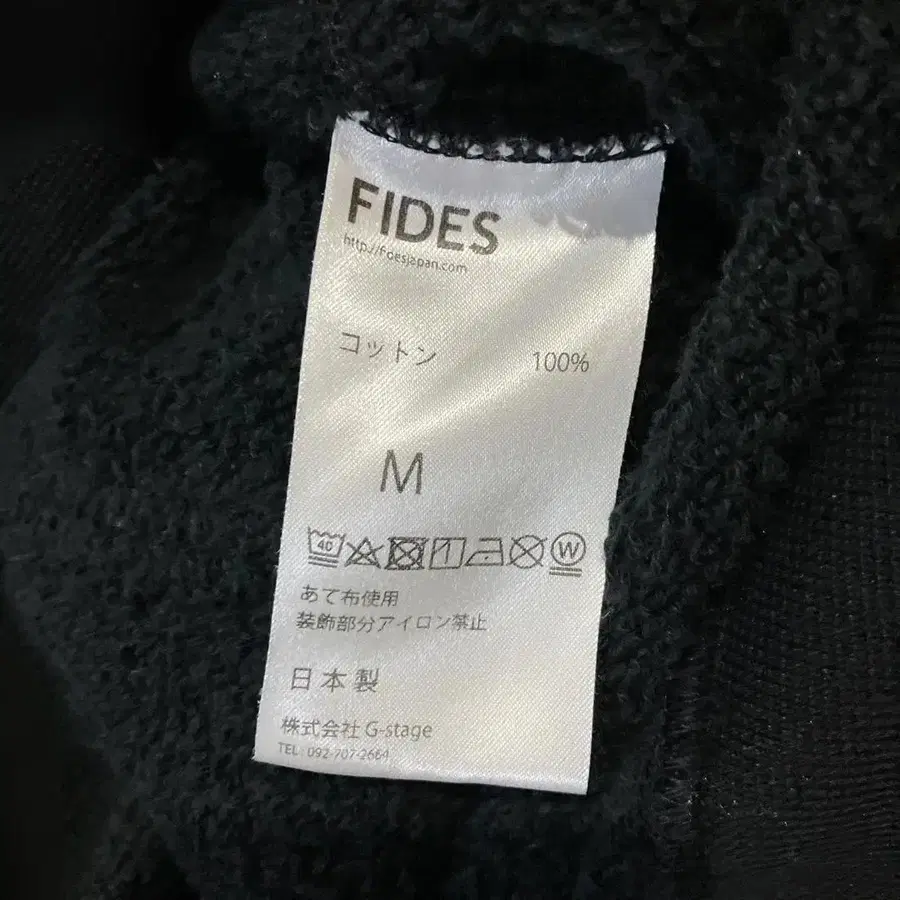 FIDES
http://fidesjapan.com
コットン 100%
M
40 W
あて布使用
装飾部分アイロン禁止
日本製
株式会社 G-stage
TEL: 092-707-2664